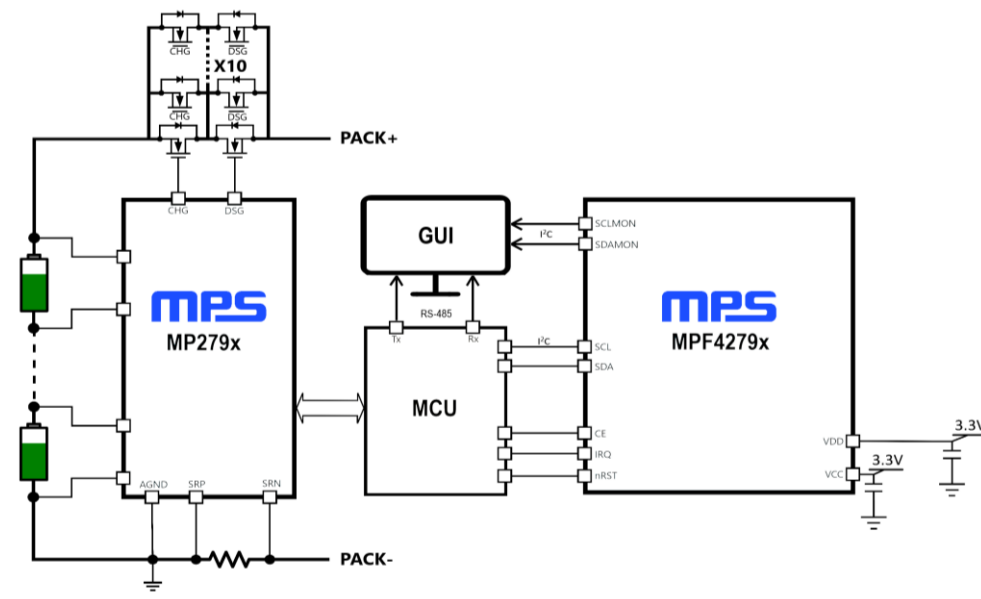 CHG
DSG
X10
CHG
DSG
PACK+
CHG
DSG
mps
MP279x
AGND
SRP
SRN
PACK-
GUI
RS-485
Tx
Rx
MCU
I²C
I²C
SCLMON
SDAMON
mps
MPF4279x
SCL
SDA
CE
IRQ
nRST
VDD
VCC
3.3V
3.3V